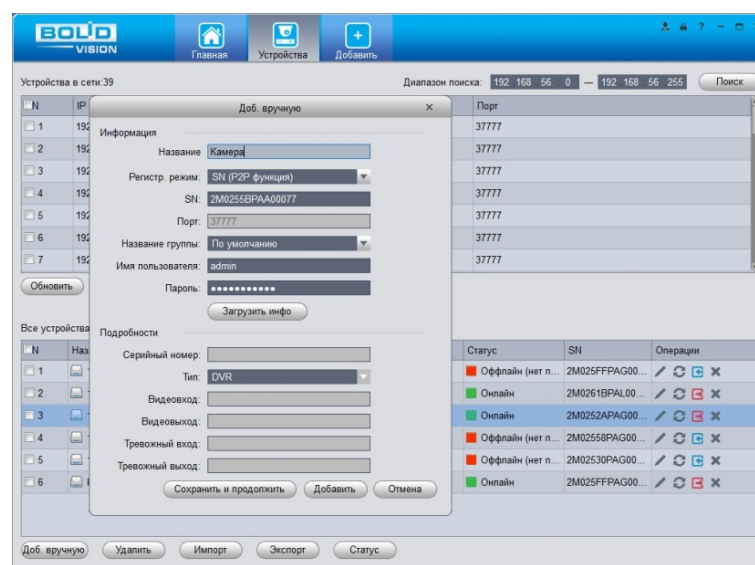 BOLID
VISION
Главная
Устройства
Добавить
?
Устройств в сети:39
Диапазон поиска: 192 168 56 0 — 192 168 56 255 Поиск
N IP Порт
1 192 37777
2 192 37777
3 192 37777
4 192 37777
5 192 37777
6 192 37777
7 192 37777
Доб. вручную
Информация
Название Камера
Регистр. режим: SN (P2P функция)
SN: 2M0255BPAA00077
Порт: 37777
Название группы: По умолчанию
Имя пользователя: admin
Пароль: •••••••••••
Загрузить инфо
Подробности
Серийный номер:
Тип: DVR
Видеовход:
Видеовыход:
Тревожный вход:
Тревожный выход:
Сохранить и продолжить Добавить Отмена
Обновить
Все устройства
N Наз Статус SN Операции
1 Оффлайн (нет п... 2M025FFPAG00...
2 Онлайн 2M0261BPAL00...
3 Онлайн 2M0252APAG00...
4 Оффлайн (нет п... 2M02558PAG00...
5 Оффлайн (нет п... 2M02530PAG00...
6 Онлайн 2M025FFPAG00...
Доб. вручную Удалить Импорт Экспорт Статус